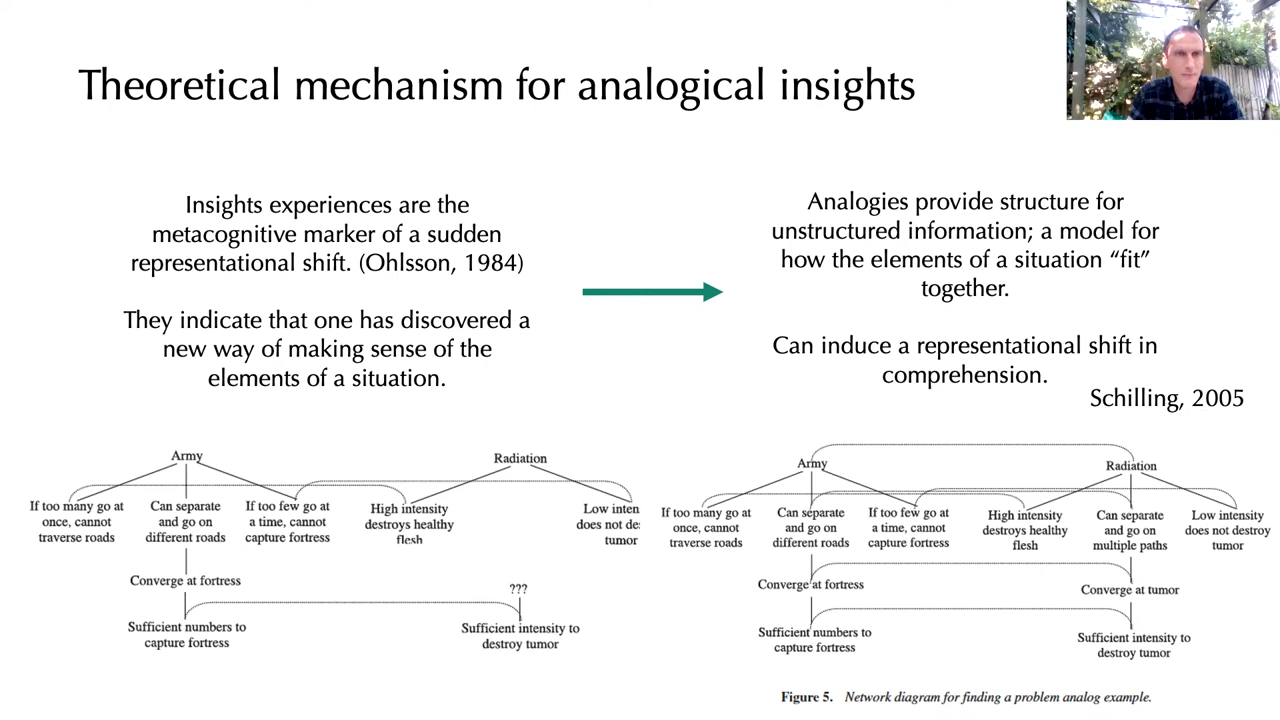 Theoretical mechanism for analogical insights
Insights experiences are the
metacognitive marker of a sudden
representational shift. (Ohlsson, 1984)
They indicate that one has discovered a
new way of making sense of the
elements of a situation.
Analogies provide structure for
unstructured information; a model for
how the elements of a situation “fit”
together.
Can induce a representational shift in
comprehension.
Schilling, 2005
Army
Radiation
If too many go at
once, cannot
traverse roads
Can separate
and go on
different roads
If too few go at
a time, cannot
capture fortress
High intensity
destroys healthy
flesh
Low inten
does not de
tumor
Converge at fortress
???
Sufficient numbers to
capture fortress
Sufficient intensity to
destroy tumor
Army
Radiation
If too many go at
once, cannot
traverse roads
Can separate
and go on
different roads
If too few go at
a time, cannot
capture fortress
High intensity
destroys healthy
flesh
Can separate
and go on
multiple paths
Low intensity
does not destroy
tumor
Converge at fortress
Converge at tumor
Sufficient numbers to
capture fortress
Sufficient intensity to
destroy tumor
Figure 5. Network diagram for finding a problem analog example.